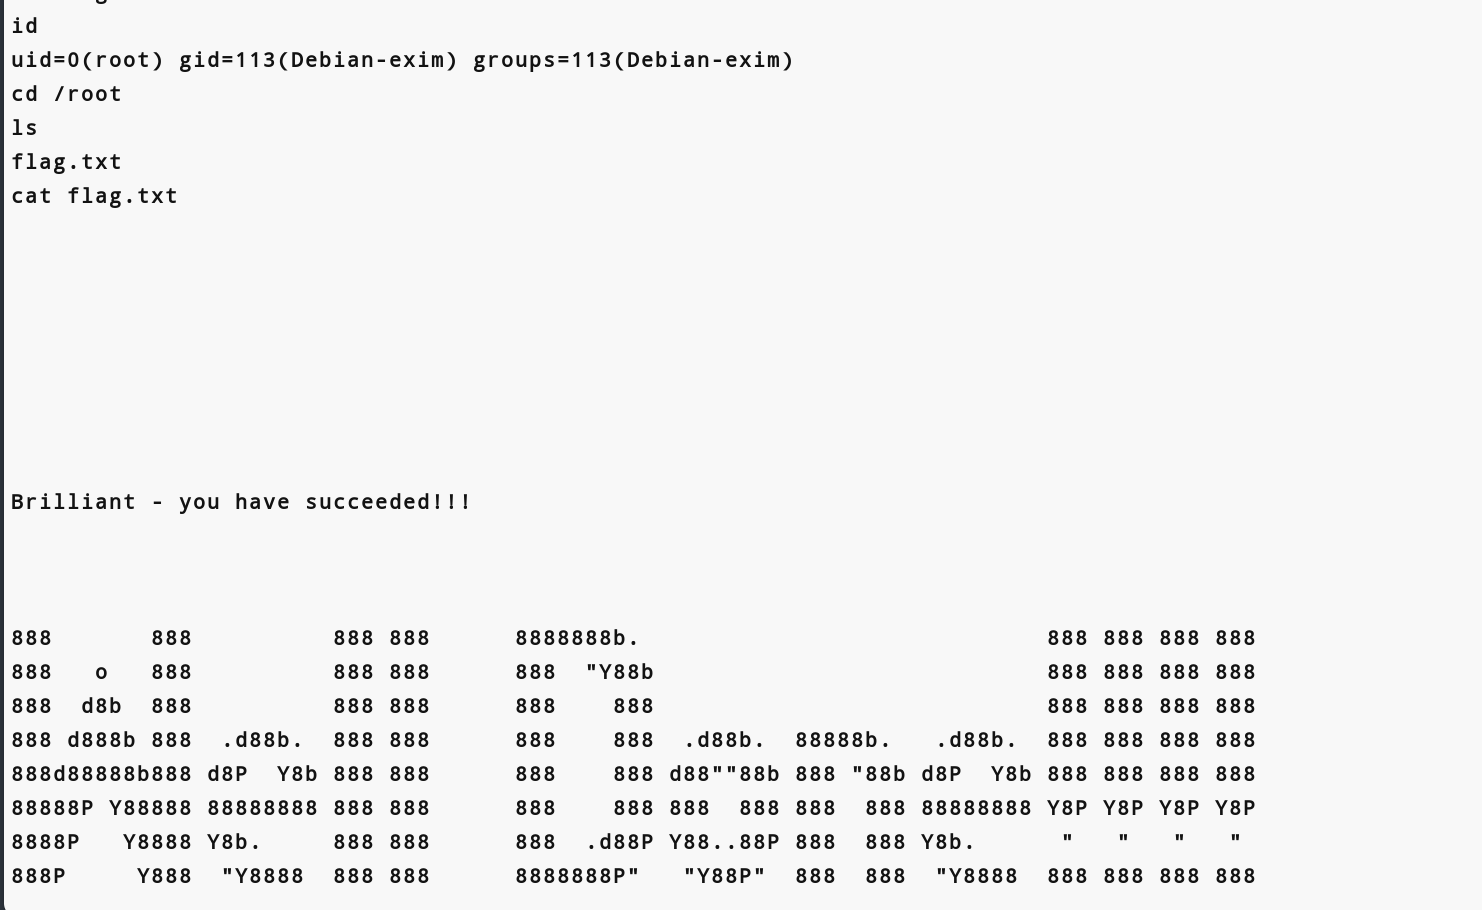 id
uid=0(root) gid=113(Debian-exim) groups=113(Debian-exim)
cd /root
ls
flag.txt
cat flag.txt
Brilliant - you have succeeded!!!
888       888          888 888      8888888b.                             888 888 888 888
888   o   888          888 888      888  "Y88b                            888 888 888 888
888  d8b  888          888 888      888    888                            888 888 888 888
888 d888b 888  .d88b.  888 888      888    888  .d88b.  88888b.   .d88b.  888 888 888 888
888d88888b888 d8P  Y8b 888 888      888    888 d88""88b 888 "88b d8P  Y8b 888 888 888 888
88888P Y88888 88888888 888 888      888    888 888  888 888  888 88888888 Y8P Y8P Y8P Y8P
8888P   Y8888 Y8b.     888 888      888  .d88P Y88..88P 888  888 Y8b.      "   "   "   "
888P     Y888  "Y8888  888 888      8888888P"   "Y88P"  888  888  "Y8888  888 888 888 888